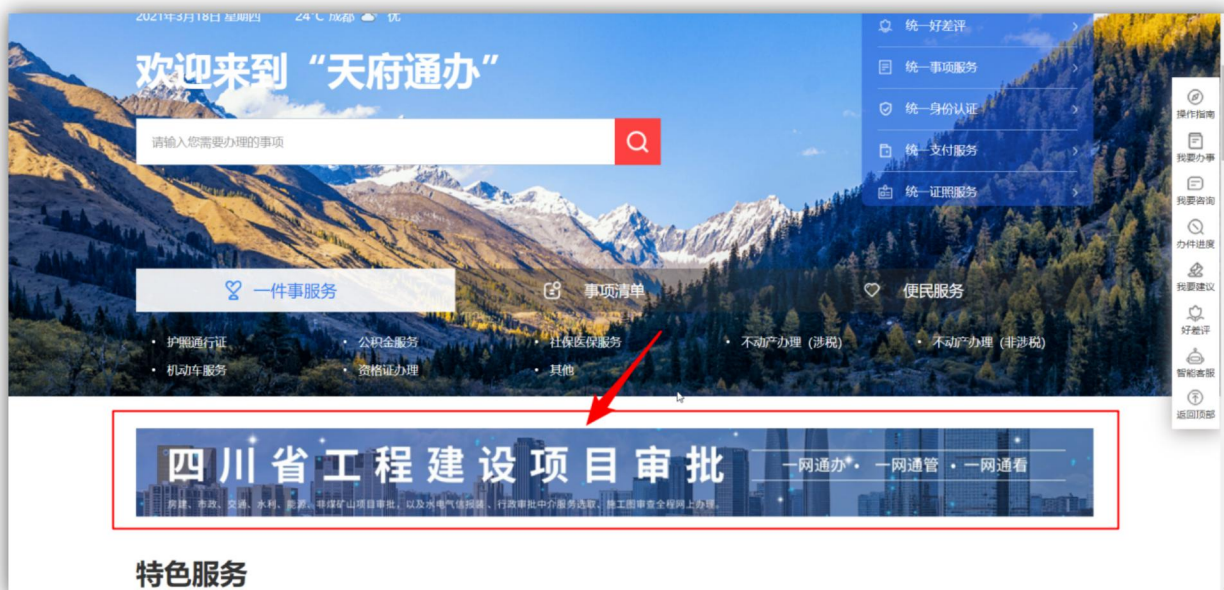 2021年3月18日 星期四 24℃ 成都 优
欢迎来到“天府通办”
请输入您需要办理的事项
统一好差评
统一事项服务
统一身份认证
统一支付服务
统一证照服务
操作指南
我要办事
我要咨询
办件进度
我要建议
好差评
智能客服
返回顶部
一件事服务 事项清单 便民服务
· 护照通行证 · 公积金服务 · 社保医保服务 · 不动产办理（涉税） · 不动产办理（非涉税）
· 机动车服务 · 资格证办理 · 其他
四川省工程建设项目审批 一网通办 · 一网通管 · 一网通看
房建、市政、交通、水利、能源、非煤矿山项目审批，以及水电气信报装、行政审批中介服务选取、施工图审查全程网上办理。
特色服务